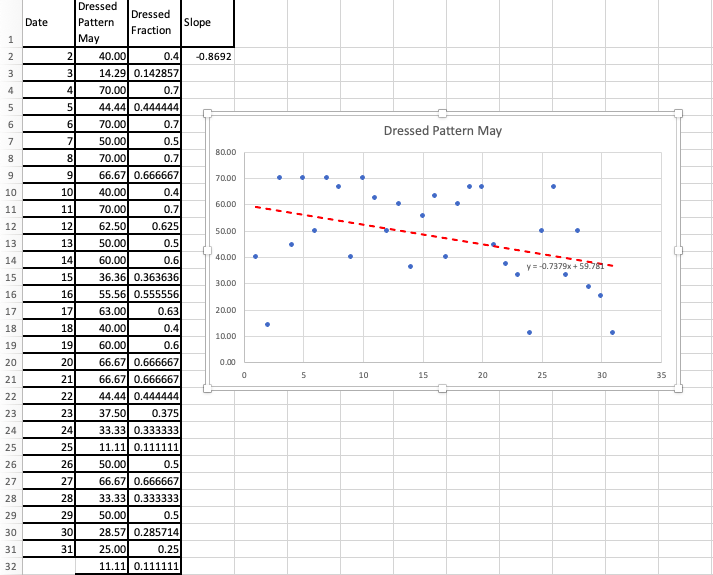 Date	Dressed Pattern May	Dressed Fraction	Slope
1
2	2	40.00	0.4	-0.8692
3	3	14.29	0.142857
4	4	70.00	0.7
5	5	44.44	0.444444
6	6	70.00	0.7
7	7	50.00	0.5
8	8	70.00	0.7
9	9	66.67	0.666667
10	10	40.00	0.4
11	11	70.00	0.7
12	12	62.50	0.625
13	13	50.00	0.5
14	14	60.00	0.6
15	15	36.36	0.363636
16	16	55.56	0.555556
17	17	63.00	0.63
18	18	40.00	0.4
19	19	60.00	0.6
20	20	66.67	0.666667
21	21	66.67	0.666667
22	22	44.44	0.444444
23	23	37.50	0.375
24	24	33.33	0.333333
25	25	11.11	0.111111
26	26	50.00	0.5
27	27	66.67	0.666667
28	28	33.33	0.333333
29	29	50.00	0.5
30	30	28.57	0.285714
31	31	25.00	0.25
32	11.11	0.111111
Dressed Pattern May
80.00
70.00
60.00
50.00
40.00
30.00
20.00
10.00
0.00
y = -0.7379x + 59.781
0	5	10	15	20	25	30	35